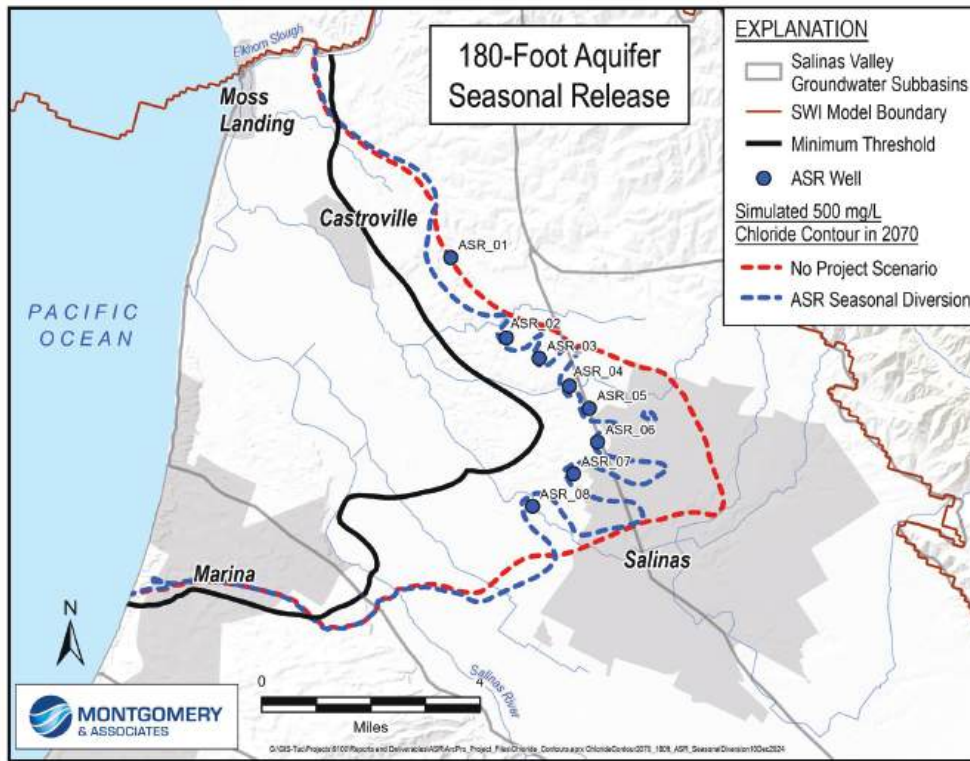 180-Foot Aquifer
Seasonal Release
EXPLANATION
Salinas Valley
Groundwater Subbasins
SWI Model Boundary
Minimum Threshold
ASR Well
Simulated 500 mg/L
Chloride Contour in 2070
No Project Scenario
ASR Seasonal Diversion
Elkhorn Slough
Moss
Landing
Castroville
ASR_01
PACIFIC
OCEAN
ASR_02
ASR_03
ASR_04
ASR_05
ASR_06
ASR_07
ASR_08
Salinas
Marina
N
Salinas River
0 4
Miles
MONTGOMERY
& ASSOCIATES